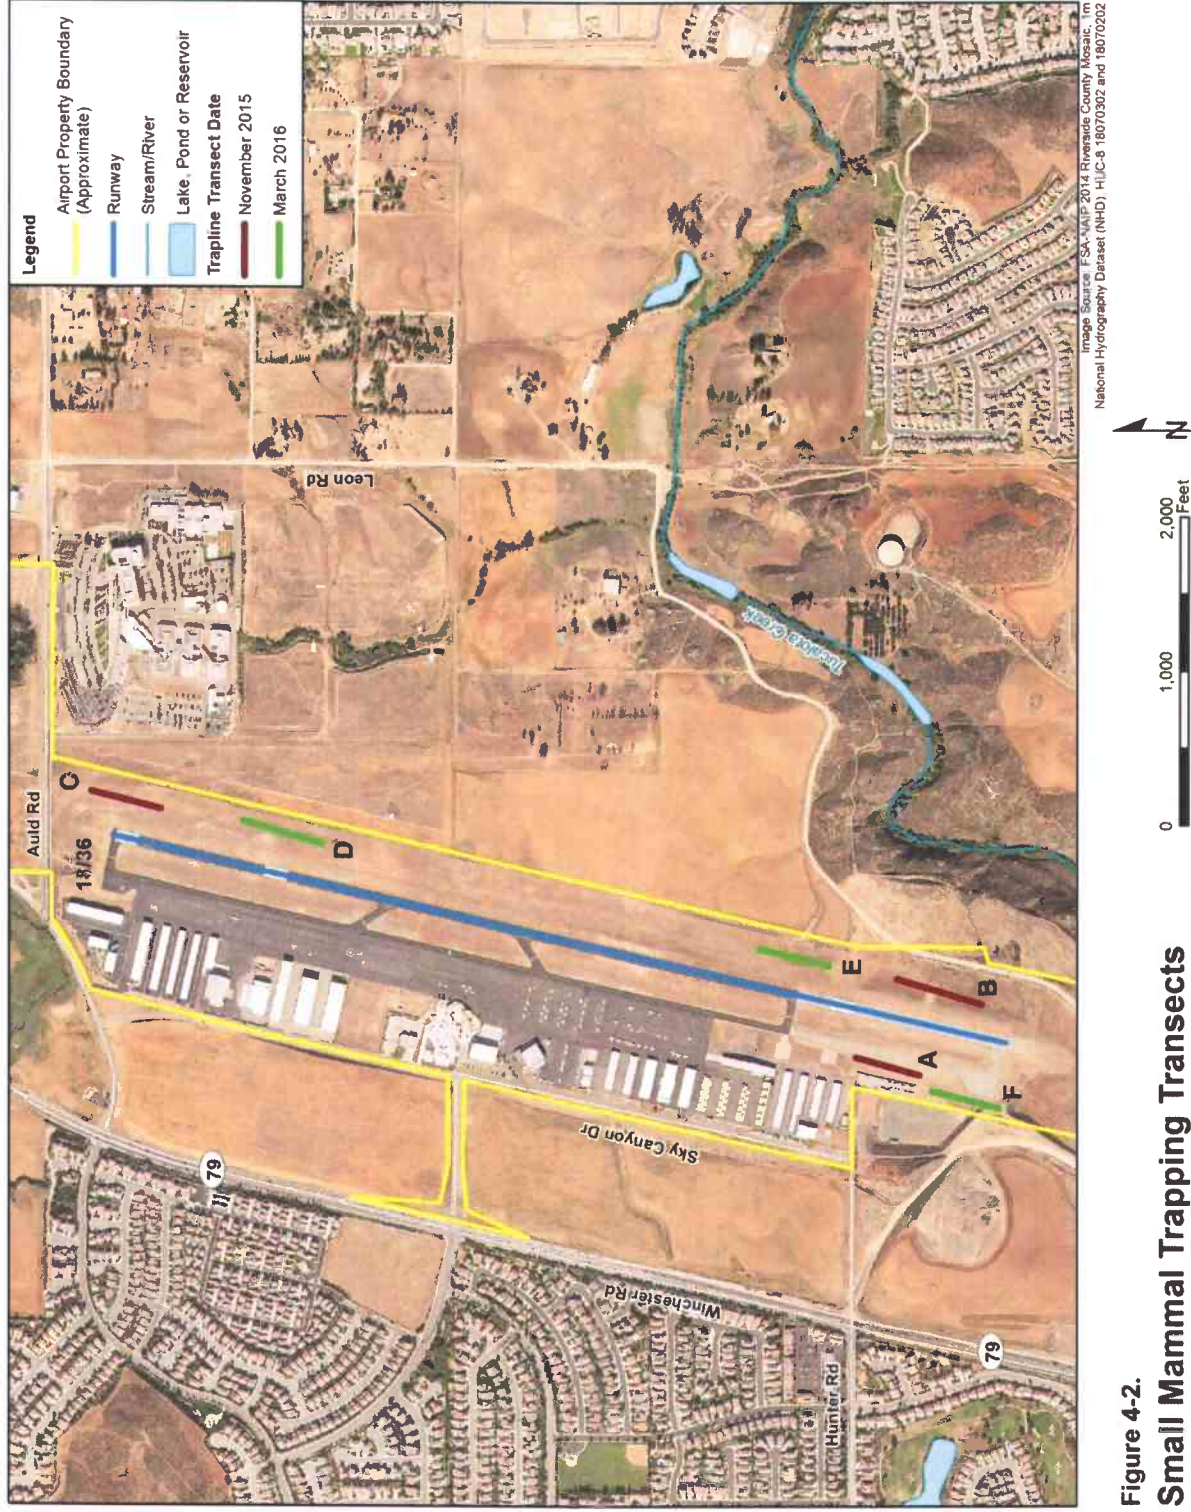 Legend
Airport Property Boundary
(Approximate)
Runway
Stream/River
Lake, Pond or Reservoir
Trapline Transect Date
November 2015
March 2016
Auld Rd
18/36
C
D
Leon Rd
79
Sky Canyon Dr
Winchester Rd
Tucalota Creek
E
B
A
F
Hunter Rd
79
Image Source: FSA-NAIP 2014 Riverside County Mosaic, 1m
National Hydrography Dataset (NHD), HUC-8 18070302 and 18070202
0
1,000
2,000
Feet
N
Figure 4-2.
Small Mammal Trapping Transects